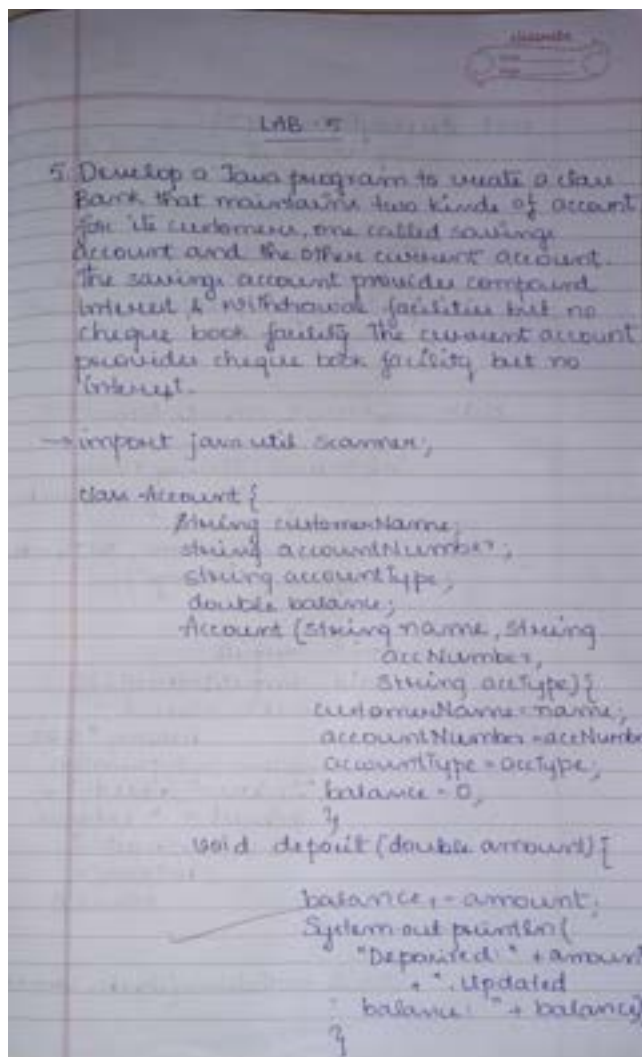 classmate
LAB - 5
5. Develop a Java program to create a class
Bank that maintains two kinds of account
for its customers, one called savings
account and the other current account.
The savings account provides compound
interest & withdrawal facilities but no
cheque book facility. The current account
provides cheque book facility but no
interest.
→ import java.util.Scanner;
class Account {
String customerName;
String accountNumber;
String accountType;
double balance;
Account (String name, String
accNumber,
String accType) {
customerName = name;
accountNumber = accNumbe
accountType = accType;
balance = 0;
}
void deposit (double amount) {
balance += amount;
System.out.println(
"Deposited: " + amount
+ ". Updated
balance: " + balance)
}